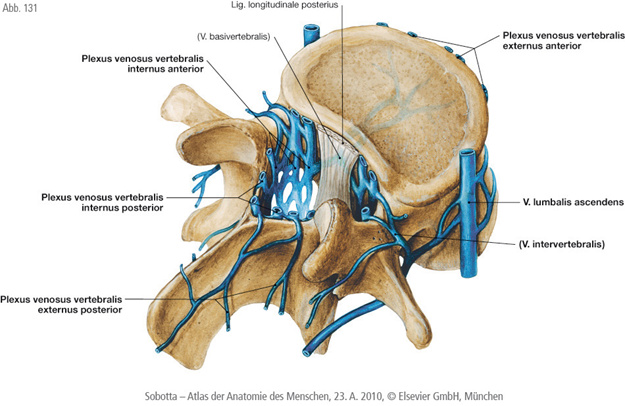 Abb. 131
Lig. longitudinale posterius
(V. basivertebralis)
Plexus venosus vertebralis
internus anterior
Plexus venosus vertebralis
externus anterior
Plexus venosus vertebralis
internus posterior
V. lumbalis ascendens
(V. intervertebralis)
Plexus venosus vertebralis
externus posterior
Sobotta – Atlas der Anatomie des Menschen, 23. A. 2010, © Elsevier GmbH, München